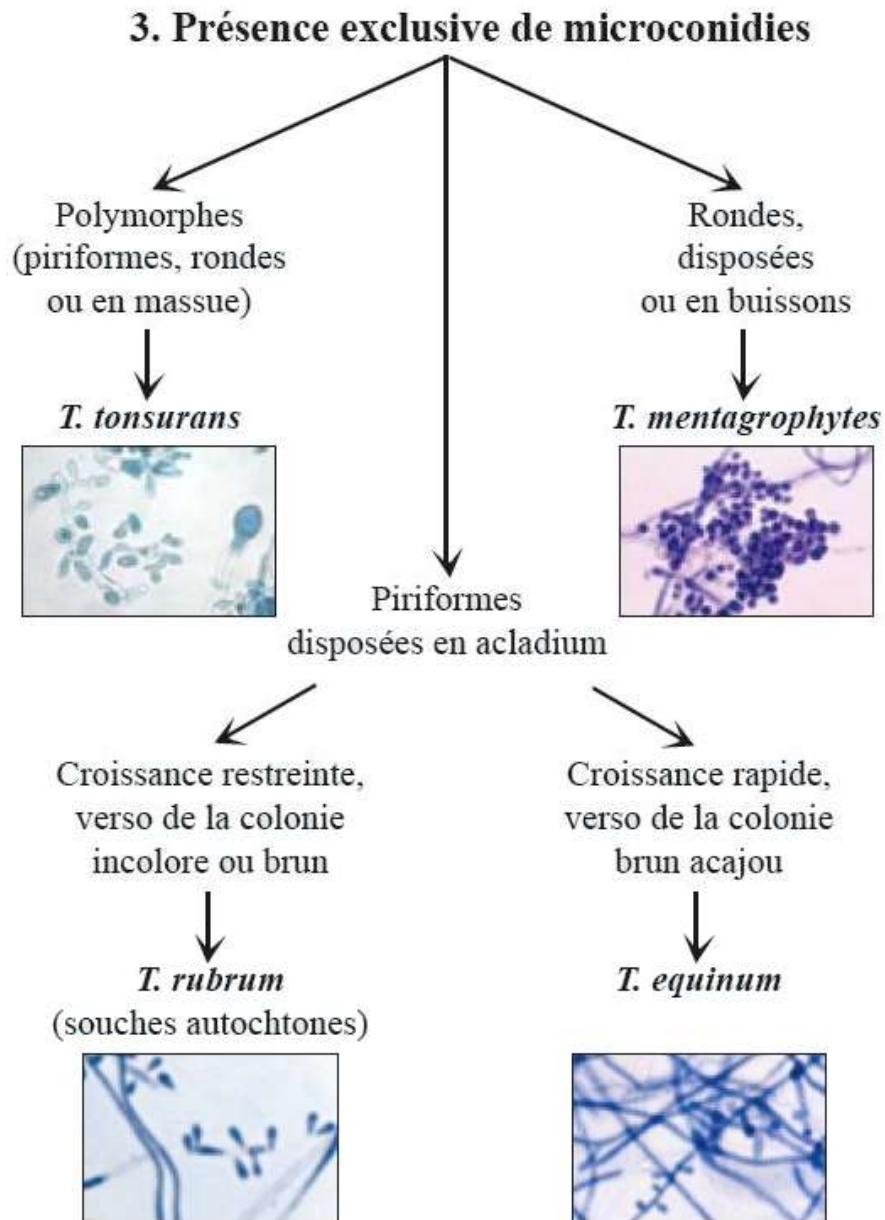 3. Présence exclusive de microconidies
Polymorphes
(piriformes, rondes
ou en massue)
T. tonsurans
Rondes,
disposées
ou en buissons
T. mentagrophytes
Piriformes
disposées en acladium
Croissance restreinte,
verso de la colonie
incolore ou brun
T. rubrum
(souches autochtones)
Croissance rapide,
verso de la colonie
brun acajou
T. equinum